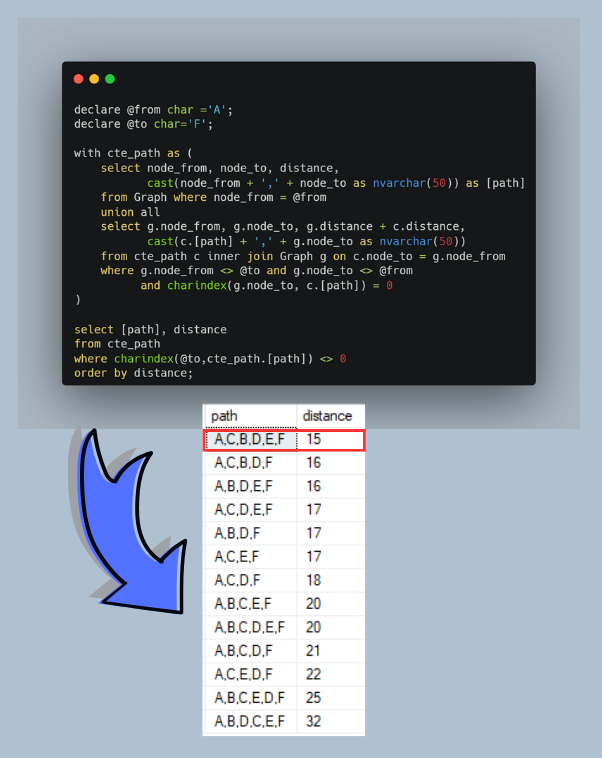 declare @from char ='A';
declare @to char='F';
with cte_path as (
select node_from, node_to, distance,
cast(node_from + ',' + node_to as nvarchar(50)) as [path]
from Graph where node_from = @from
union all
select g.node_from, g.node_to, g.distance + c.distance,
cast(c.[path] + ',' + g.node_to as nvarchar(50))
from cte_path c inner join Graph g on c.node_to = g.node_from
where g.node_from <> @to and g.node_to <> @from
and charindex(g.node_to, c.[path]) = 0
)
select [path], distance
from cte_path
where charindex(@to,cte_path.[path]) <> 0
order by distance;
path distance
A,C,B,D,E,F 15
A,C,B,D,F 16
A,B,D,E,F 16
A,C,D,E,F 17
A,B,D,F 17
A,C,E,F 17
A,C,D,F 18
A,B,C,E,F 20
A,B,C,D,E,F 20
A,B,C,D,F 21
A,C,E,D,F 22
A,B,C,E,D,F 25
A,B,D,C,E,F 32